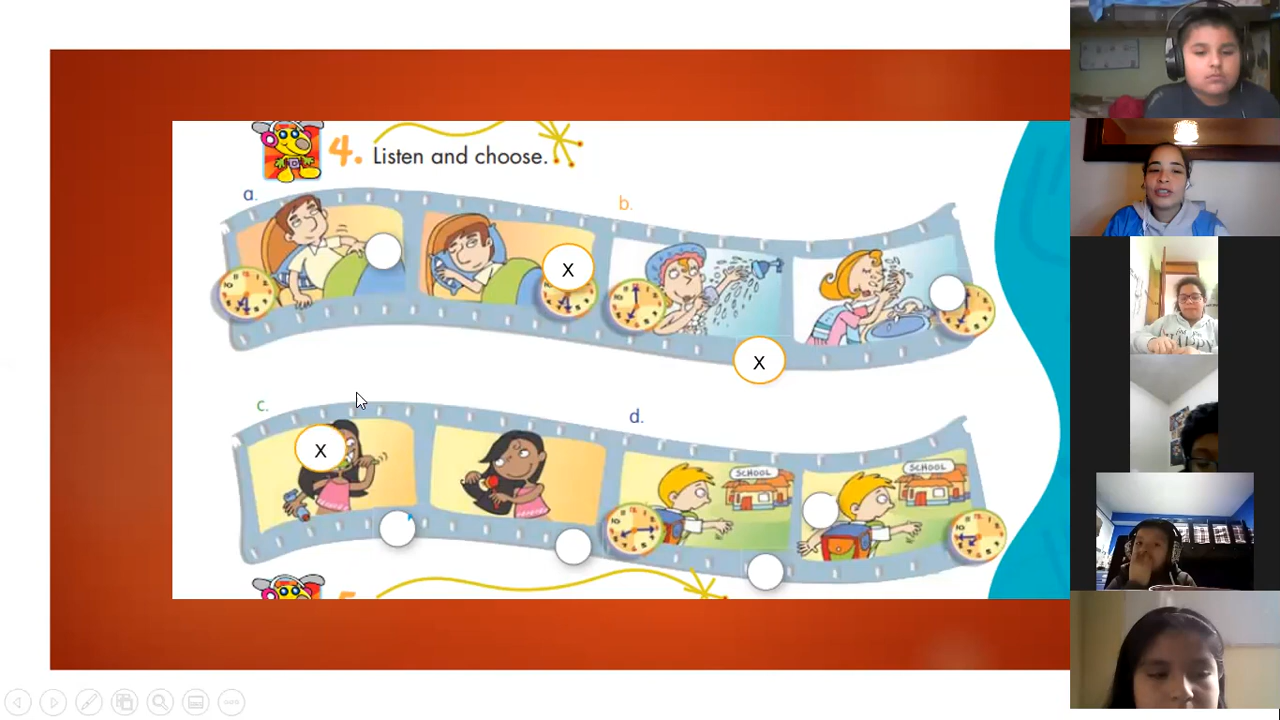 4. Listen and choose.
a.
b.
X
X
c.
d.
X
SCHOOL
SCHOOL